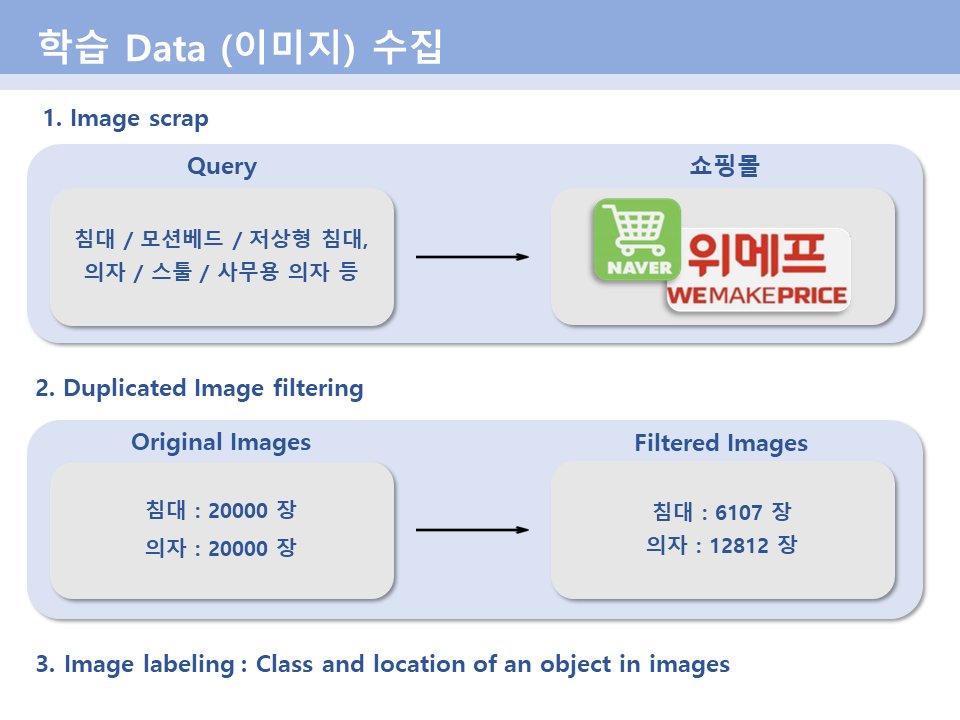 학습 Data (이미지) 수집
1. Image scrap
Query
침대 / 모션베드 / 저상형 침대,
의자 / 스툴 / 사무용 의자 등
쇼핑몰
NAVER
위메프
WEMAKEPRICE
2. Duplicated Image filtering
Original Images
침대 : 20000 장
의자 : 20000 장
Filtered Images
침대 : 6107 장
의자 : 12812 장
3. Image labeling : Class and location of an object in images